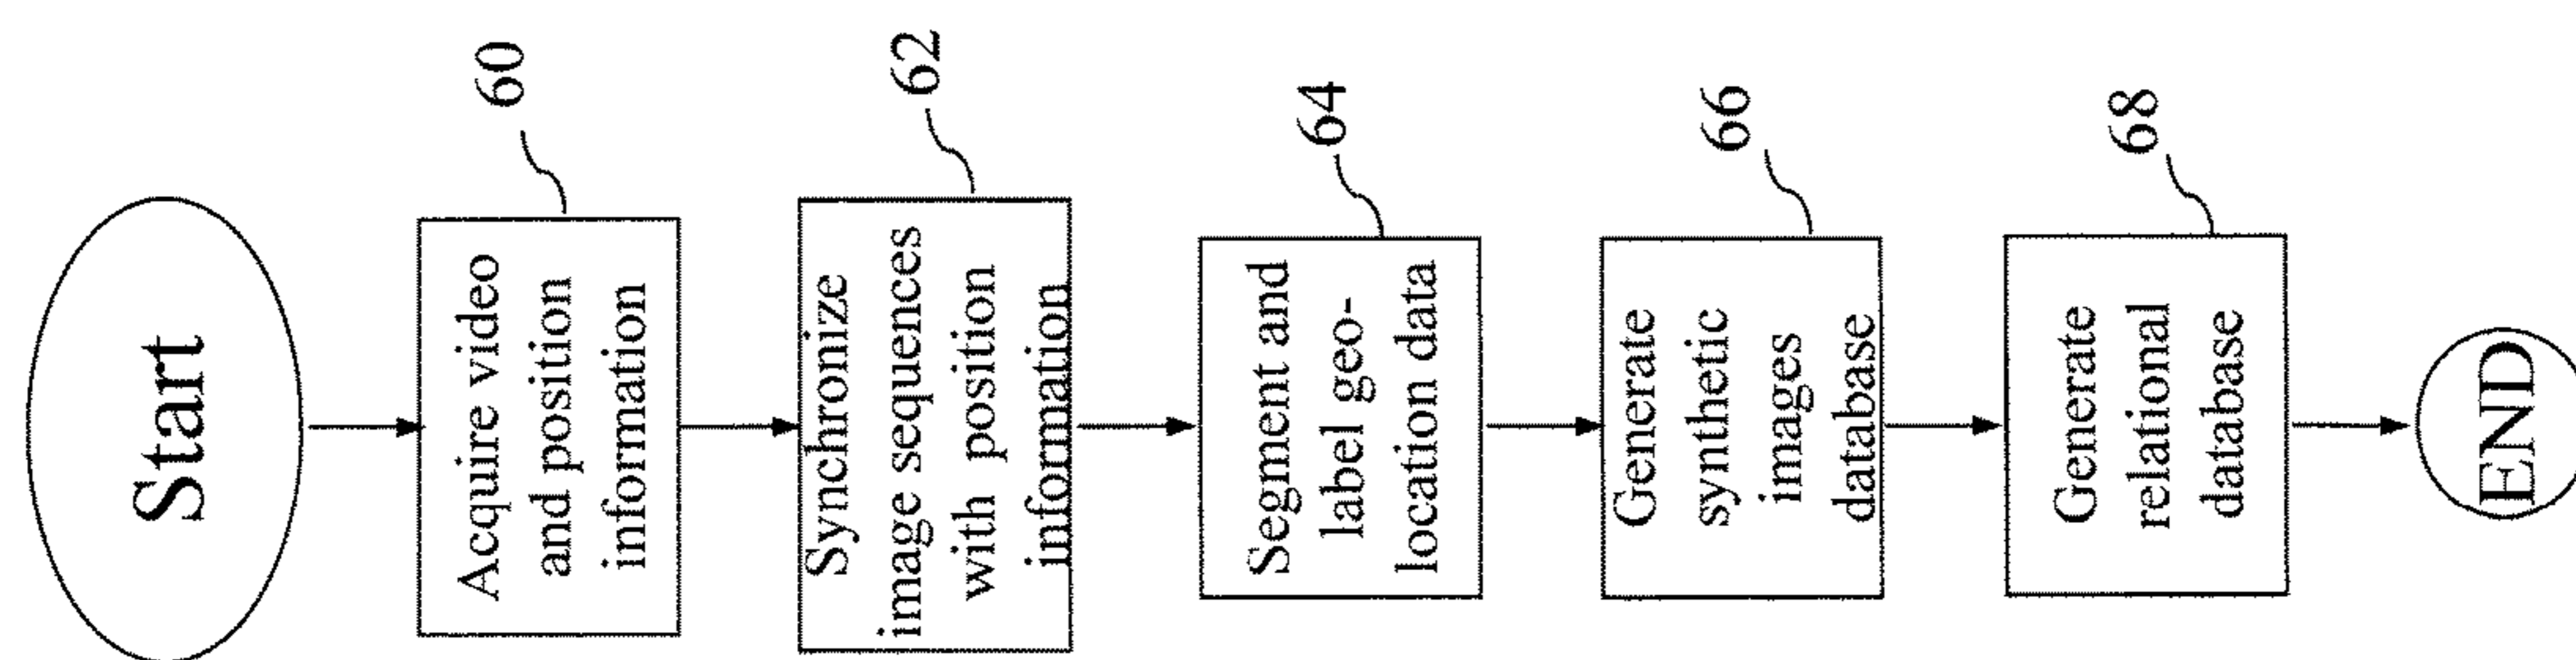 Start
60
Acquire video
and position
information
62
Synchronize
image sequences
with position
information
64
Segment and
label geo-
location data
66
Generate
synthetic
images
database
68
Generate
relational
database
END